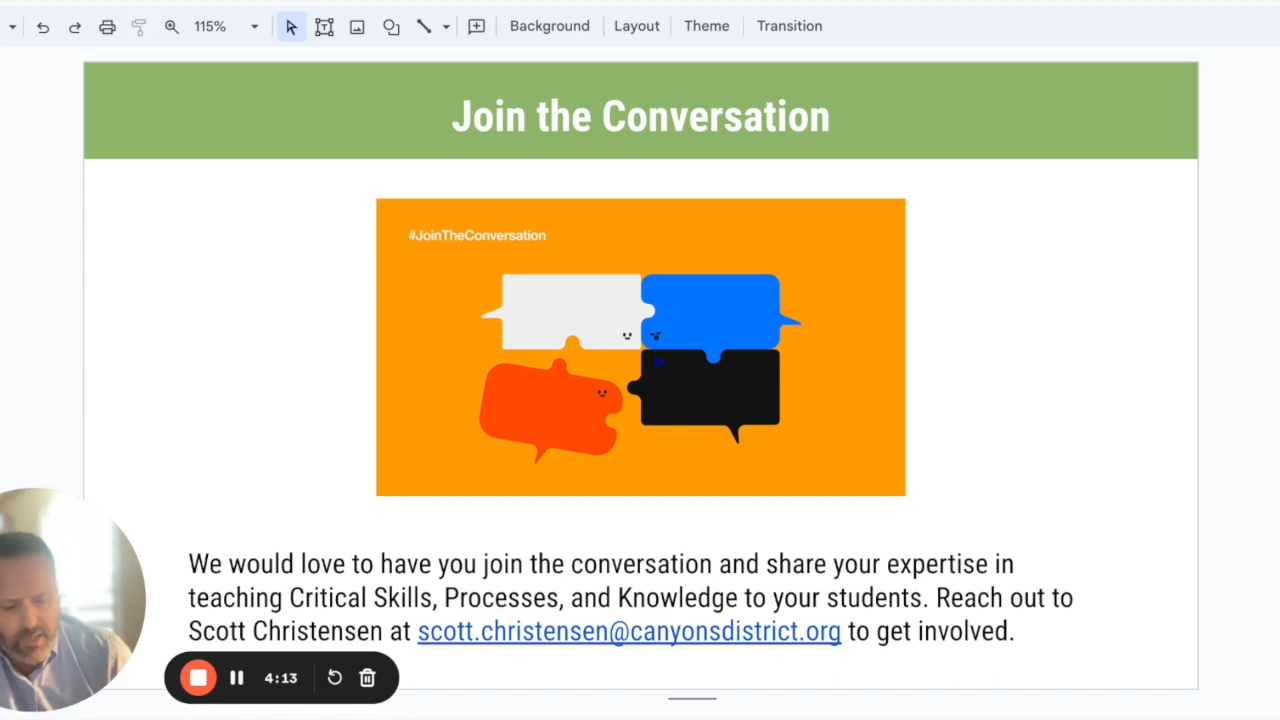 115%
Background
Layout
Theme
Transition
Join the Conversation
#JoinTheConversation
We would love to have you join the conversation and share your expertise in
teaching Critical Skills, Processes, and Knowledge to your students. Reach out to
Scott Christensen at scott.christensen@canyonsdistrict.org to get involved.
4:13